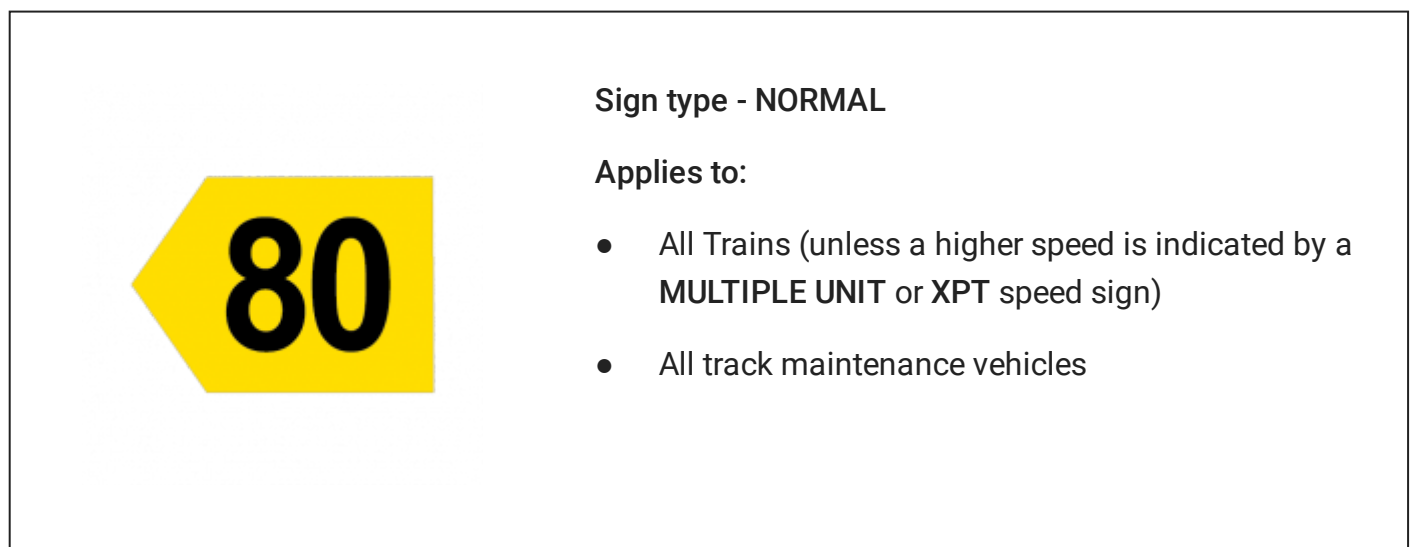 80
Sign type - NORMAL
Applies to:
● All Trains (unless a higher speed is indicated by a
MULTIPLE UNIT or XPT speed sign)
● All track maintenance vehicles